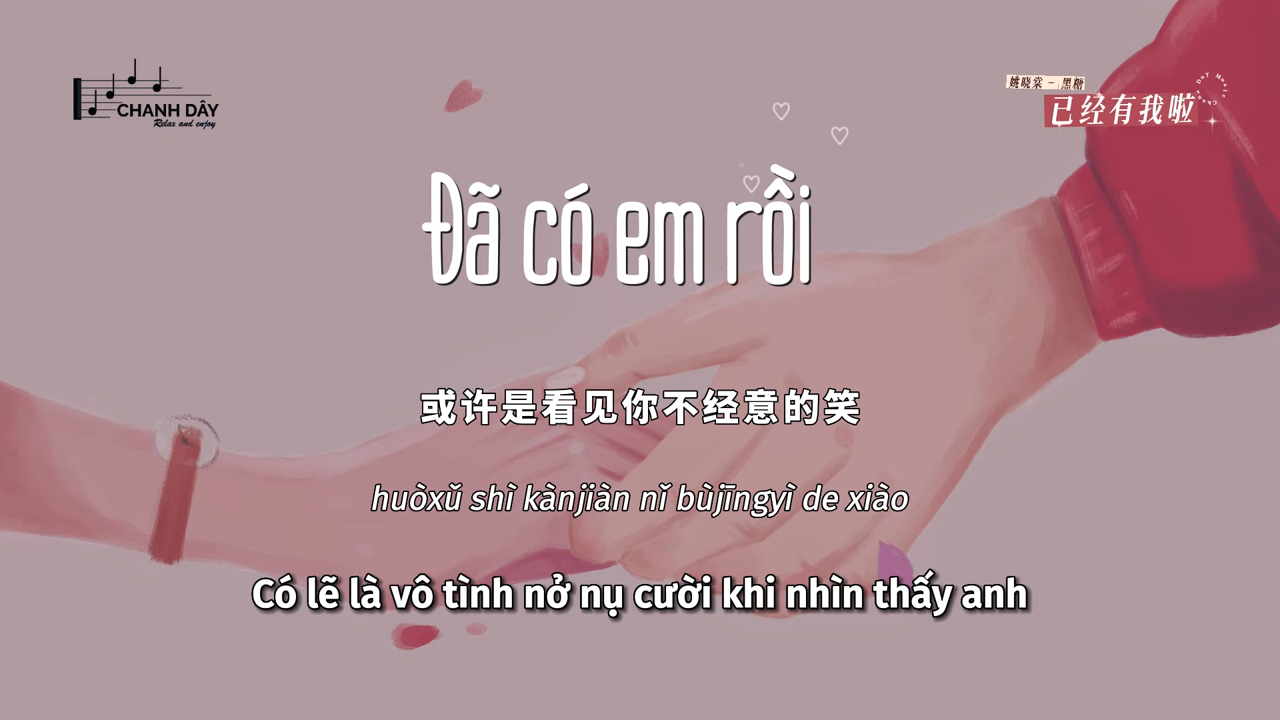 CHANH DÂY
Relax and enjoy
姚晓棠 - 黑糖
已经有我啦
Đã có em rồi
或许是看见你不经意的笑
huòxǔ shì kànjiàn nǐ bùjīngyì de xiào
Có lẽ là vô tình nở nụ cười khi nhìn thấy anh